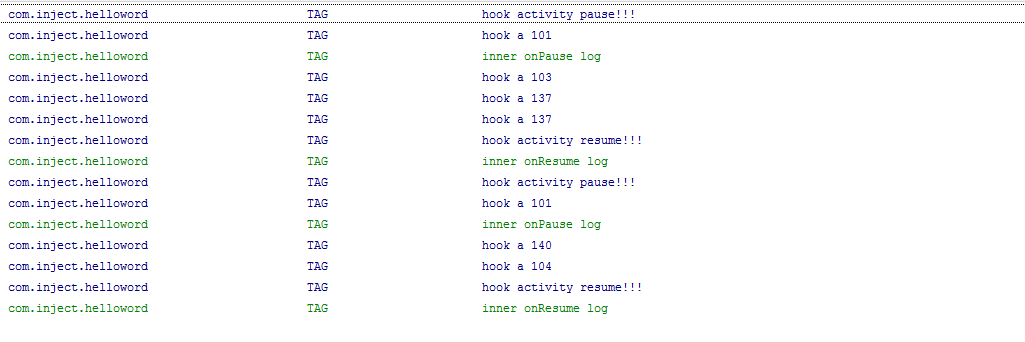 com.inject.helloword TAG hook activity pause!!!
com.inject.helloword TAG hook a 101
com.inject.helloword TAG inner onPause log
com.inject.helloword TAG hook a 103
com.inject.helloword TAG hook a 137
com.inject.helloword TAG hook a 137
com.inject.helloword TAG hook activity resume!!!
com.inject.helloword TAG inner onResume log
com.inject.helloword TAG hook activity pause!!!
com.inject.helloword TAG hook a 101
com.inject.helloword TAG inner onPause log
com.inject.helloword TAG hook a 140
com.inject.helloword TAG hook a 104
com.inject.helloword TAG hook activity resume!!!
com.inject.helloword TAG inner onResume log